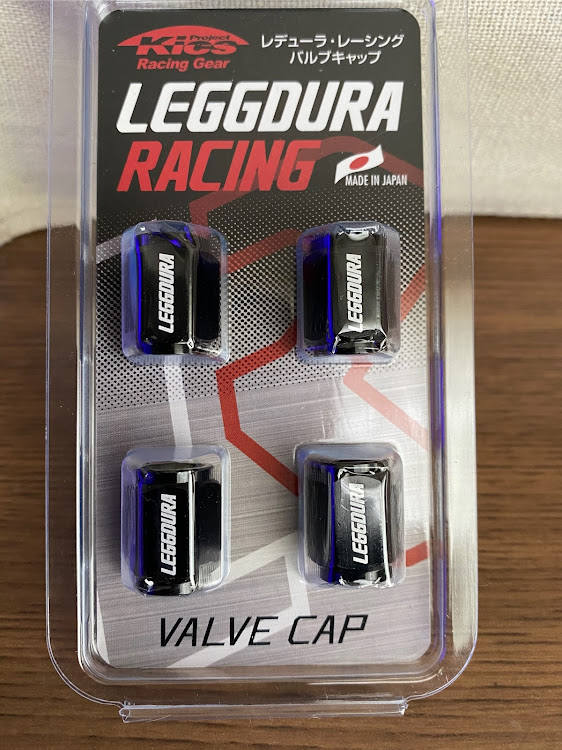 Project
Kics
Racing Gear
レデューラ・レーシング
バルブキャップ
LEGGDURA
RACING
MADE IN JAPAN
LEGGDURA
LEGGDURA
LEGGDURA
LEGGDURA
VALVE CAP